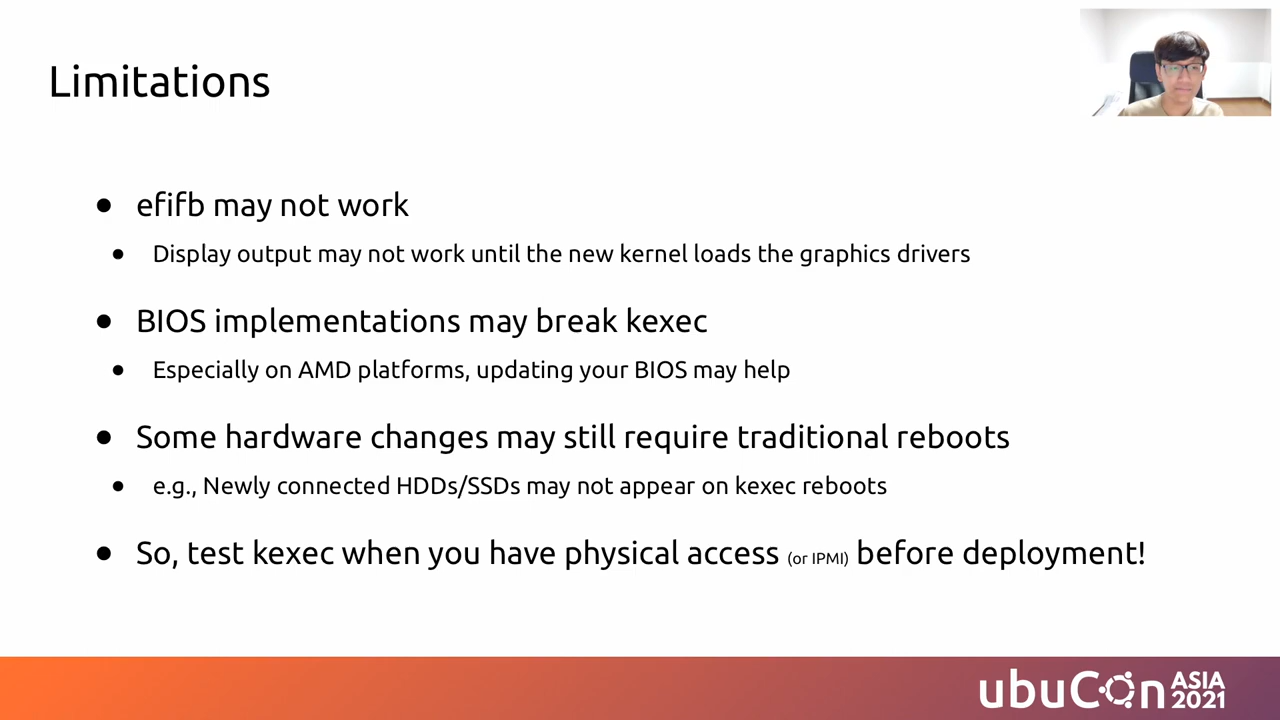 Limitations
● efifb may not work
● Display output may not work until the new kernel loads the graphics drivers
● BIOS implementations may break kexec
● Especially on AMD platforms, updating your BIOS may help
● Some hardware changes may still require traditional reboots
● e.g., Newly connected HDDs/SSDs may not appear on kexec reboots
● So, test kexec when you have physical access (or IPMI) before deployment!
ubuCon ASIA
2021